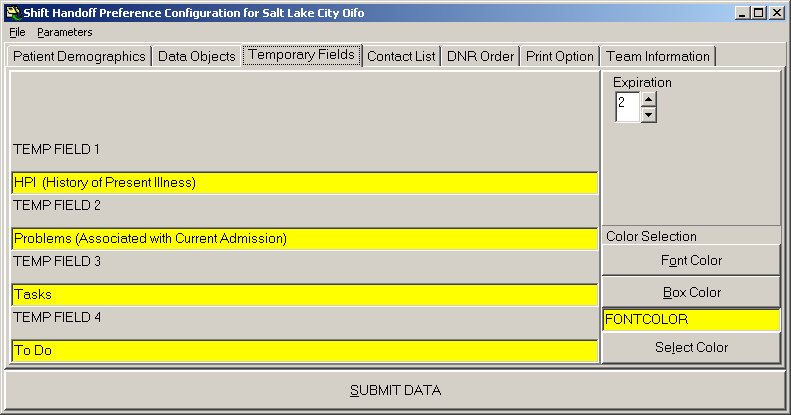 Shift Handoff Preference Configuration for Salt Lake City Oifo
File Parameters
Patient Demographics Data Objects Temporary Fields Contact List DNR Order Print Option Team Information
Expiration
2
TEMP FIELD 1
HPI (History of Present Illness)
TEMP FIELD 2
Problems (Associated with Current Admission)
TEMP FIELD 3
Tasks
TEMP FIELD 4
To Do
Color Selection
Font Color
Box Color
FONTCOLOR
Select Color
SUBMIT DATA